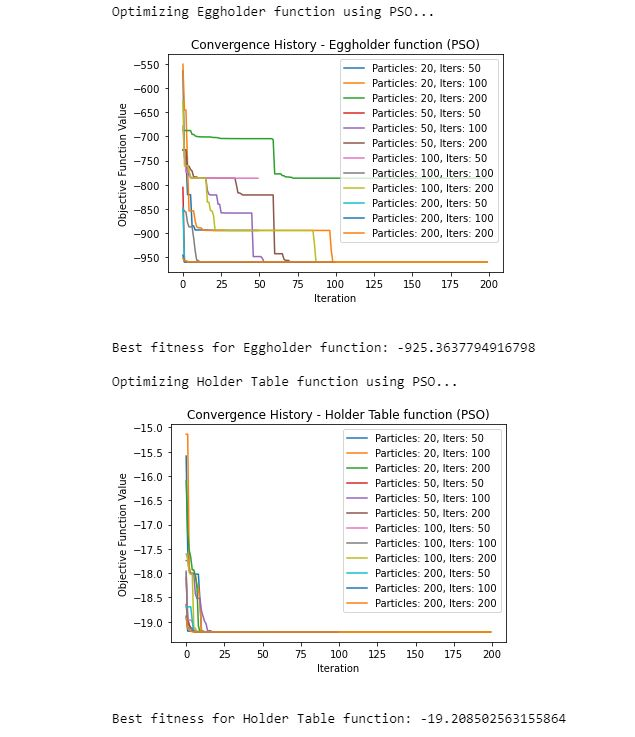 Optimizing Eggholder function using PSO...
Convergence History - Eggholder function (PSO)
Objective Function Value
−550
−600
−650
−700
−750
−800
−850
−900
−950
Particles: 20, Iters: 50
Particles: 20, Iters: 100
Particles: 20, Iters: 200
Particles: 50, Iters: 50
Particles: 50, Iters: 100
Particles: 50, Iters: 200
Particles: 100, Iters: 50
Particles: 100, Iters: 100
Particles: 100, Iters: 200
Particles: 200, Iters: 50
Particles: 200, Iters: 100
Particles: 200, Iters: 200
0 25 50 75 100 125 150 175 200
Iteration
Best fitness for Eggholder function: -925.3637794916798
Optimizing Holder Table function using PSO...
Convergence History - Holder Table function (PSO)
Objective Function Value
−15.0
−15.5
−16.0
−16.5
−17.0
−17.5
−18.0
−18.5
−19.0
Particles: 20, Iters: 50
Particles: 20, Iters: 100
Particles: 20, Iters: 200
Particles: 50, Iters: 50
Particles: 50, Iters: 100
Particles: 50, Iters: 200
Particles: 100, Iters: 50
Particles: 100, Iters: 100
Particles: 100, Iters: 200
Particles: 200, Iters: 50
Particles: 200, Iters: 100
Particles: 200, Iters: 200
0 25 50 75 100 125 150 175 200
Iteration
Best fitness for Holder Table function: -19.208502563155864